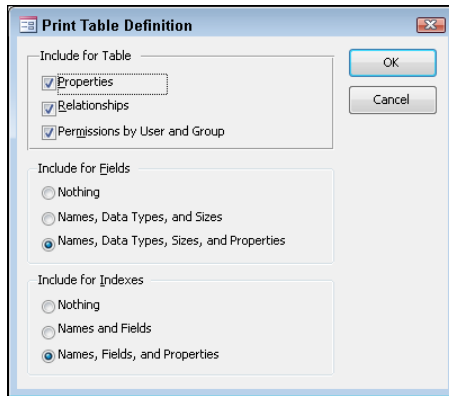 Print Table Definition
Include for Table
Properties
Relationships
Permissions by User and Group
OK
Cancel
Include for Fields
Nothing
Names, Data Types, and Sizes
Names, Data Types, Sizes, and Properties
Include for Indexes
Nothing
Names and Fields
Names, Fields, and Properties